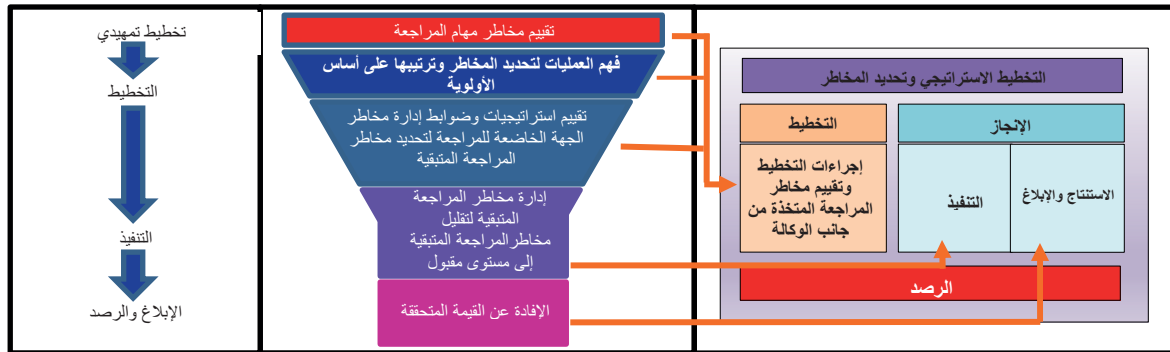 تخطيط تمهيدي
التخطيط
التنفيذ
الإبلاغ والرصد
تقييم مخاطر مهام المراجعة
فهم العمليات لتحديد المخاطر وترتيبها على أساس
الأولوية
تقييم استراتيجيات وضوابط إدارة مخاطر
الجهة الخاضعة للمراجعة لتحديد مخاطر
المراجعة المتبقية
إدارة مخاطر المراجعة
المتبقية لتقليل
مخاطر المراجعة المتبقية
إلى مستوى مقبول
الإفادة عن القيمة المتحققة
التخطيط الاستراتيجي وتحديد المخاطر
التخطيط
الإنجاز
إجراءات التخطيط
وتقييم مخاطر
المراجعة المتخذة من
جانب الوكالة
التنفيذ
الاستنتاج والإبلاغ
الرصد